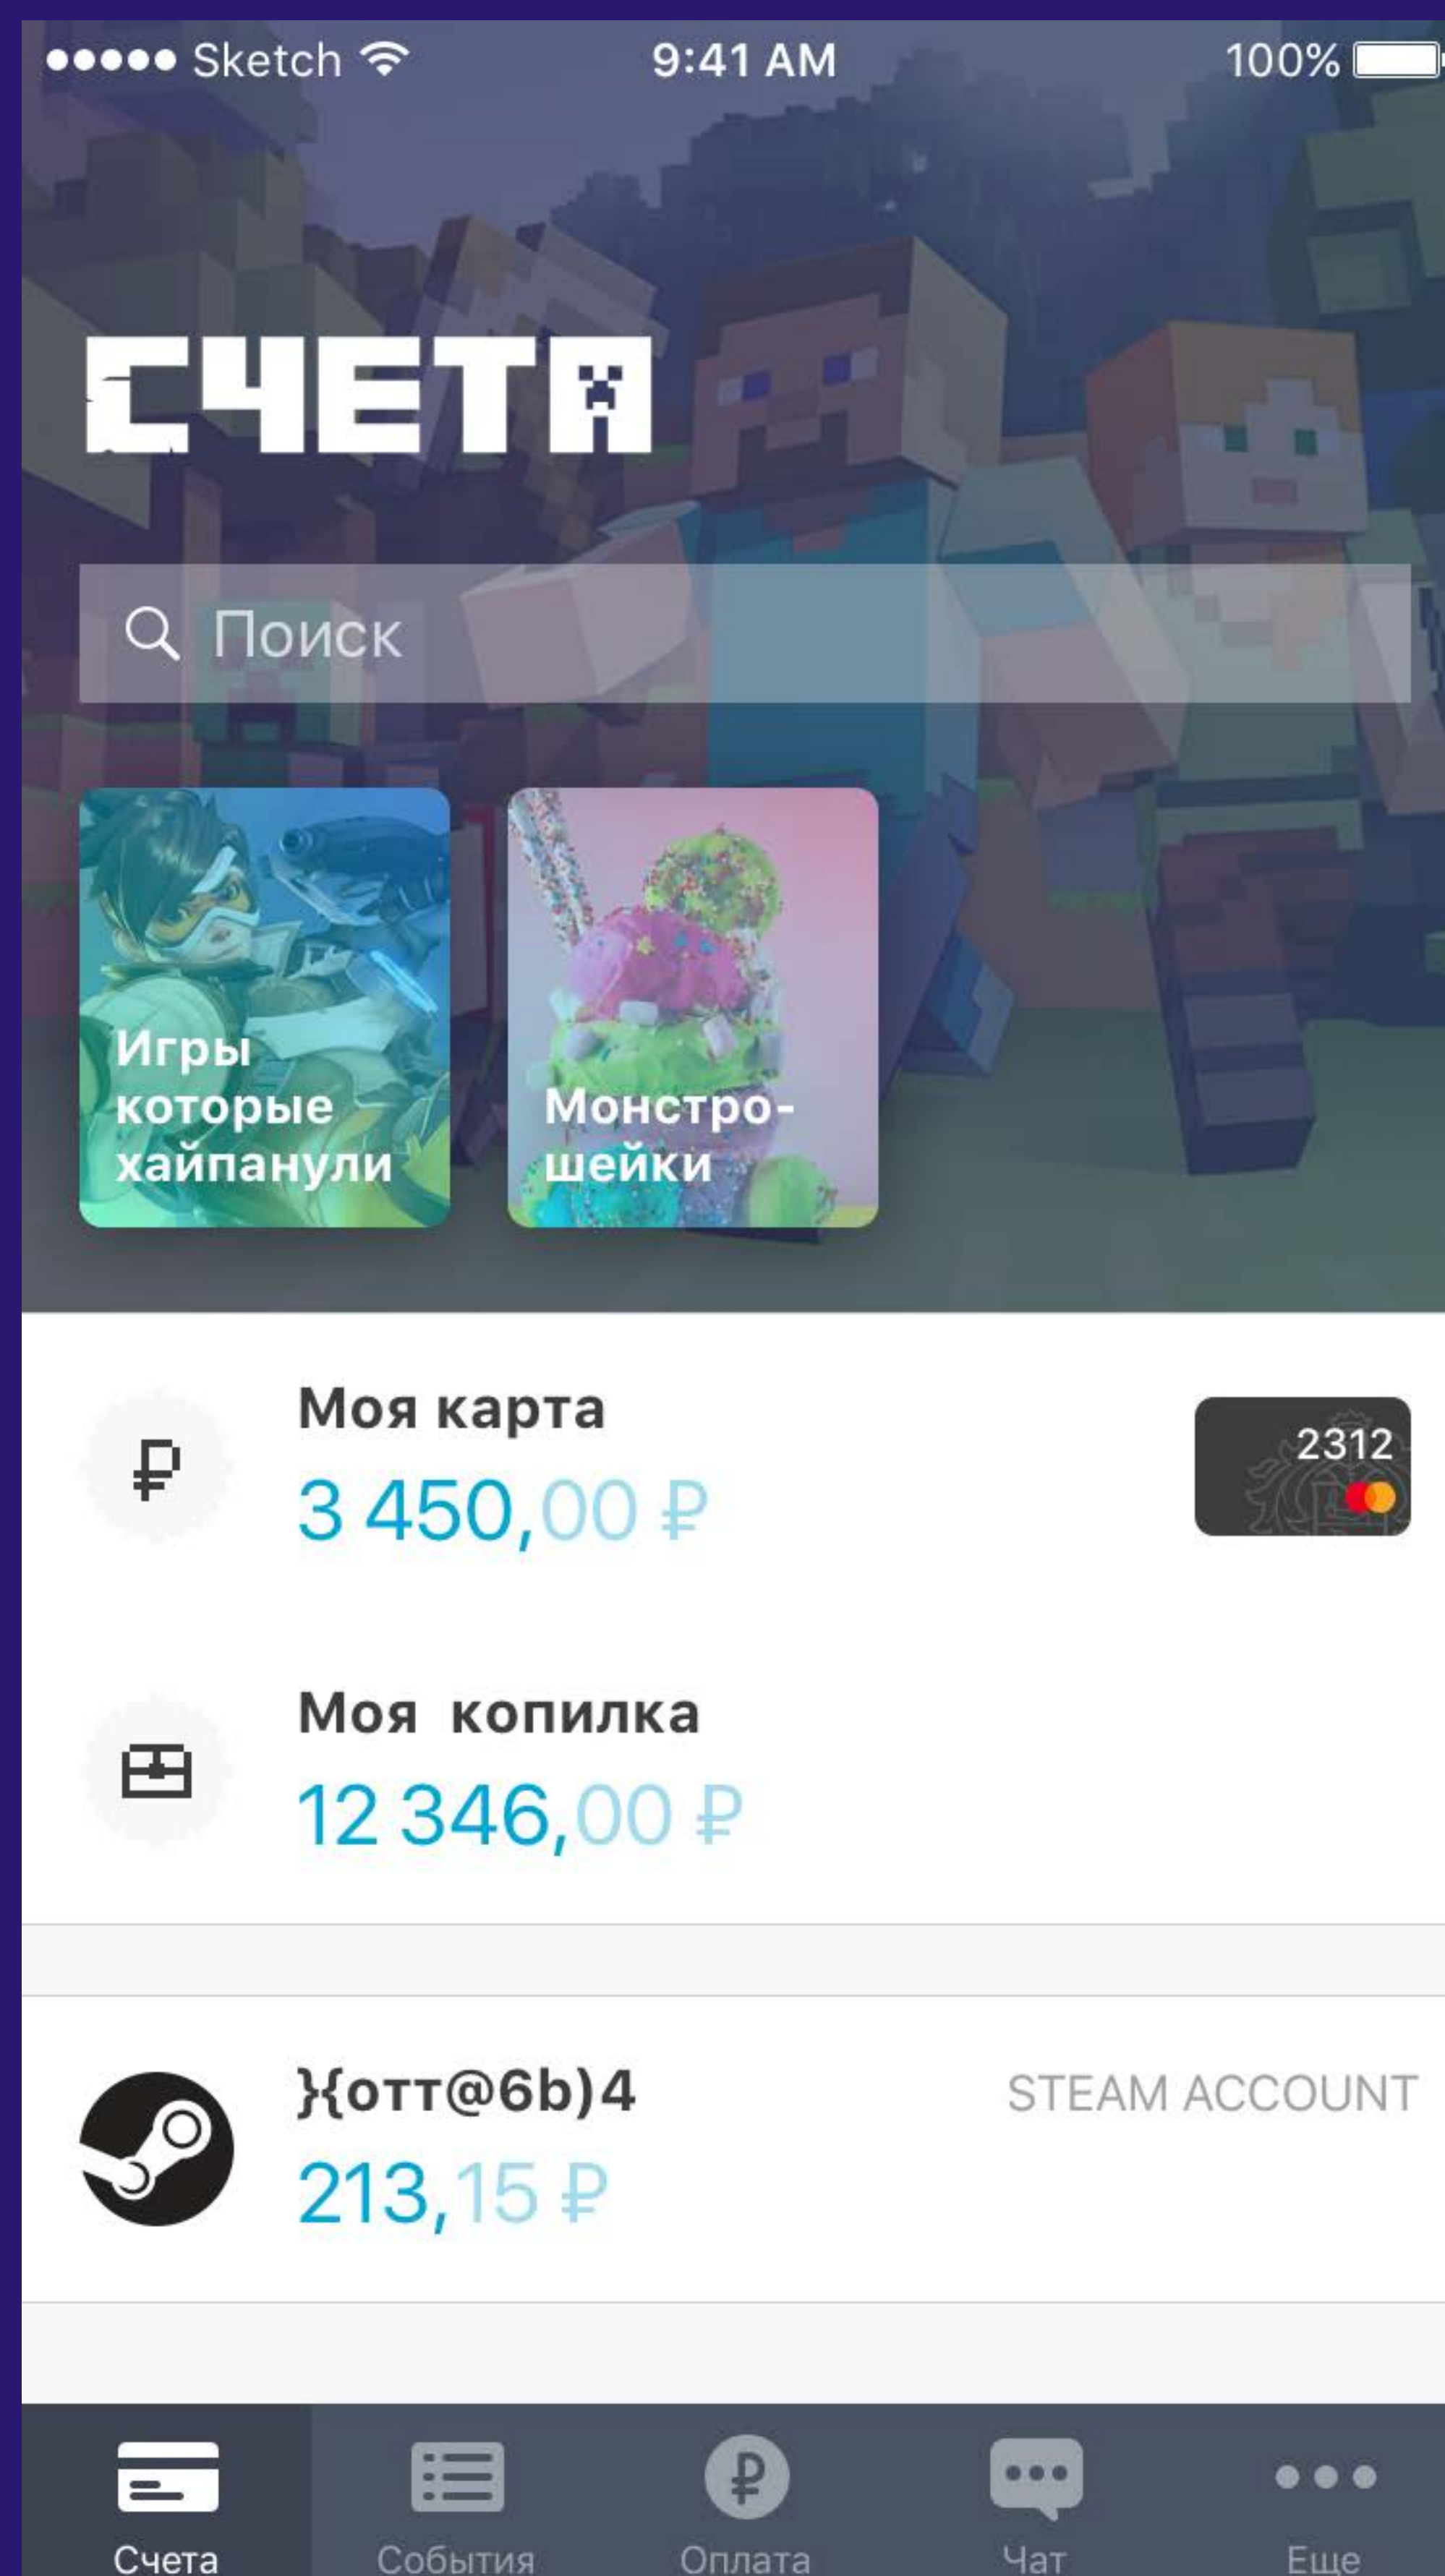 Sketch 9:41 AM 100%
СЧЕТА
Поиск
Игры
которые
хайпанули
Монстро-
шейки
Моя карта
3 450,00 ₽
2312
Моя копилка
12 346,00 ₽
}{отт@6b)4
STEAM ACCOUNT
213,15 ₽
Счета События Оплата Чат Еще